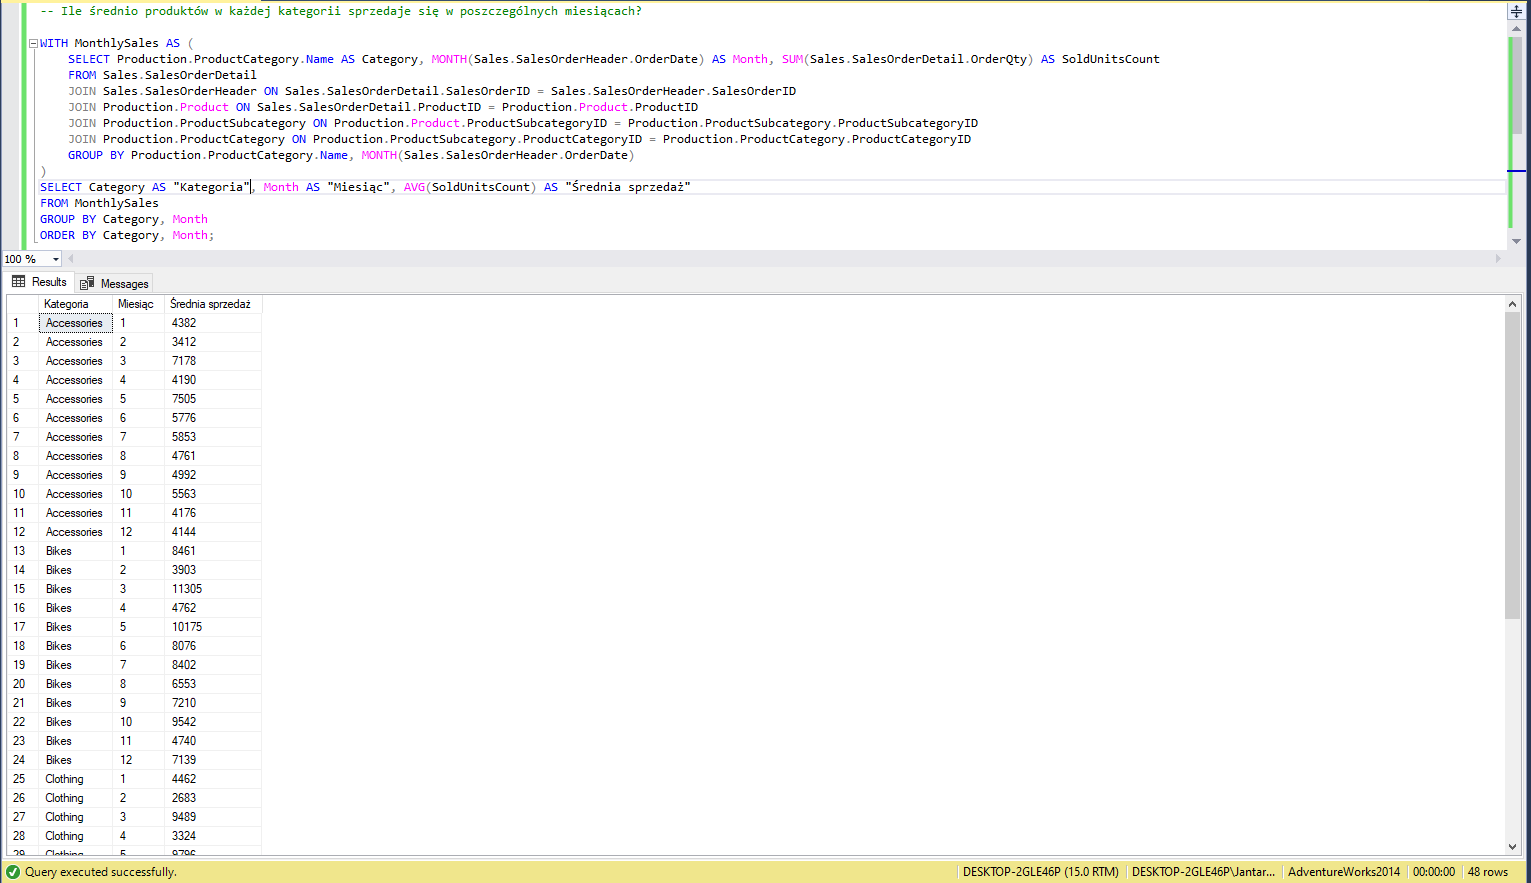 -- Ile średnio produktów w każdej kategorii sprzedaje się w poszczególnych miesiącach?
WITH MonthlySales AS (
SELECT Production.ProductCategory.Name AS Category, MONTH(Sales.SalesOrderHeader.OrderDate) AS Month, SUM(Sales.SalesOrderDetail.OrderQty) AS SoldUnitsCount
FROM Sales.SalesOrderDetail
JOIN Sales.SalesOrderHeader ON Sales.SalesOrderDetail.SalesOrderID = Sales.SalesOrderHeader.SalesOrderID
JOIN Production.Product ON Sales.SalesOrderDetail.ProductID = Production.Product.ProductID
JOIN Production.ProductSubcategory ON Production.Product.ProductSubcategoryID = Production.ProductSubcategory.ProductSubcategoryID
JOIN Production.ProductCategory ON Production.ProductSubcategory.ProductCategoryID = Production.ProductCategory.ProductCategoryID
GROUP BY Production.ProductCategory.Name, MONTH(Sales.SalesOrderHeader.OrderDate)
)
SELECT Category AS "Kategoria", Month AS "Miesiąc", AVG(SoldUnitsCount) AS "Średnia sprzedaż"
FROM MonthlySales
GROUP BY Category, Month
ORDER BY Category, Month;
100 %
Results Messages
Kategoria Miesiąc Średnia sprzedaż
1 Accessories 1 4382
2 Accessories 2 3412
3 Accessories 3 7178
4 Accessories 4 4190
5 Accessories 5 7505
6 Accessories 6 5776
7 Accessories 7 5853
8 Accessories 8 4761
9 Accessories 9 4992
10 Accessories 10 5563
11 Accessories 11 4176
12 Accessories 12 4144
13 Bikes 1 8461
14 Bikes 2 3903
15 Bikes 3 11305
16 Bikes 4 4762
17 Bikes 5 10175
18 Bikes 6 8076
19 Bikes 7 8402
20 Bikes 8 6553
21 Bikes 9 7210
22 Bikes 10 9542
23 Bikes 11 4740
24 Bikes 12 7139
25 Clothing 1 4462
26 Clothing 2 2683
27 Clothing 3 9489
28 Clothing 4 3324
29 Clothing 5 9796
Query executed successfully. DESKTOP-2GLE46P (15.0 RTM) DESKTOP-2GLE46P\Jantar... AdventureWorks2014 00:00:00 48 rows